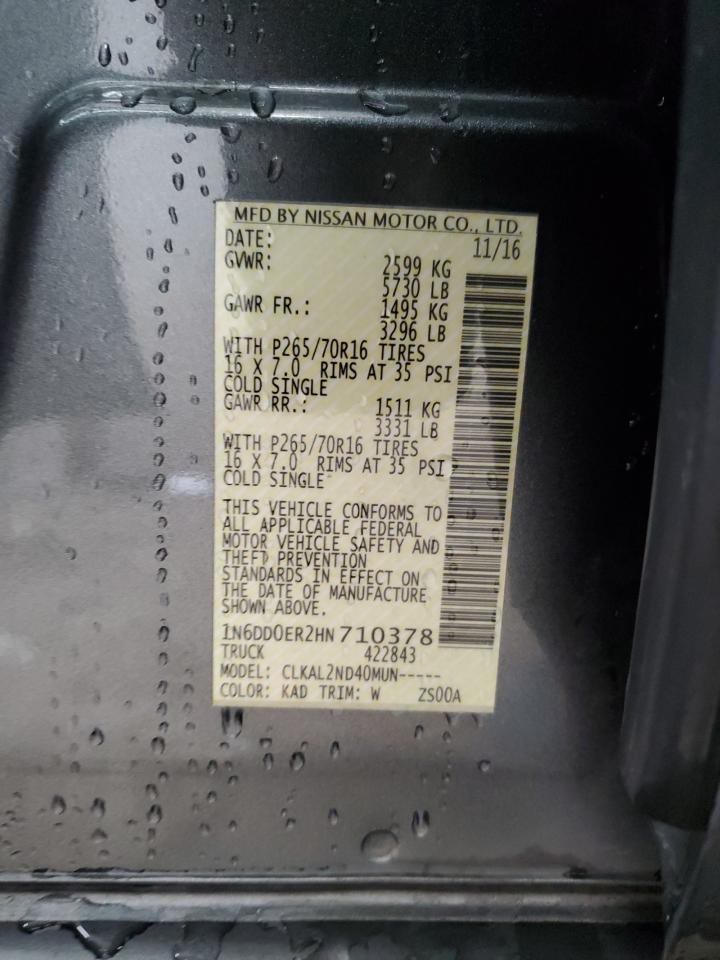 MFD BY NISSAN MOTOR CO., LTD.
DATE: 11/16
GVWR: 2599 KG
5730 LB
GAWR FR.: 1495 KG
3296 LB
WITH P265/70R16 TIRES
16 X 7.0 RIMS AT 35 PSI
COLD SINGLE
GAWR RR.: 1511 KG
3331 LB
WITH P265/70R16 TIRES
16 X 7.0 RIMS AT 35 PSI
COLD SINGLE
THIS VEHICLE CONFORMS TO
ALL APPLICABLE FEDERAL
MOTOR VEHICLE SAFETY AND
THEFT PREVENTION
STANDARDS IN EFFECT ON
THE DATE OF MANUFACTURE
SHOWN ABOVE.
1N6DD0ER2HN710378
TRUCK 422843
MODEL: CLKAL2ND40MUN-----
COLOR: KAD TRIM: W ZS00A